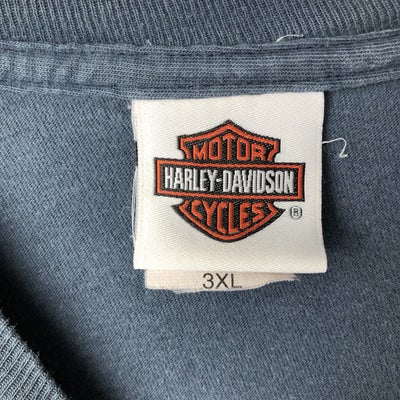 MOTOR
HARLEY-DAVIDSON
CYCLES
®
3XL